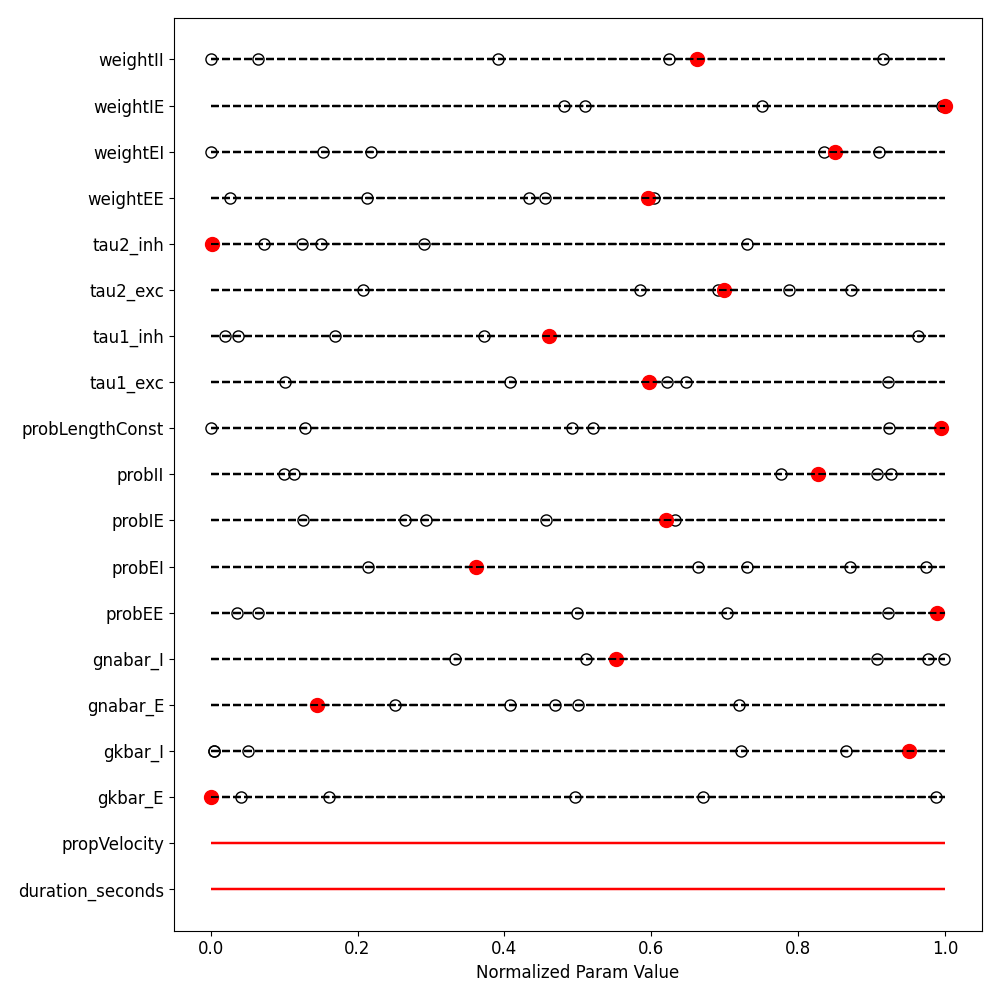 weightII
weightIE
weightEI
weightEE
tau2_inh
tau2_exc
tau1_inh
tau1_exc
probLengthConst
probII
probIE
probEI
probEE
gnabar_I
gnabar_E
gkbar_I
gkbar_E
propVelocity
duration_seconds
0.0 0.2 0.4 0.6 0.8 1.0
Normalized Param Value